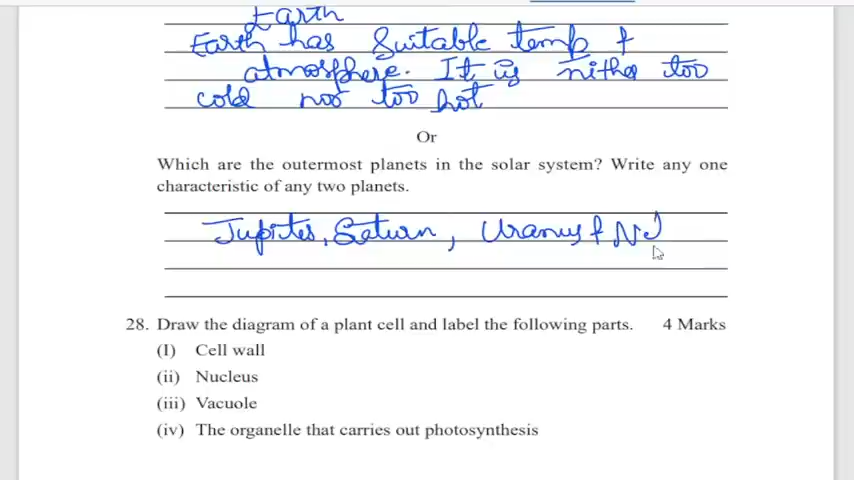 Earth
Earth has Suitable temp &
atmosphere. It is nither too
cold nor too hot
Or
Which are the outermost planets in the solar system? Write any one
characteristic of any two planets.
Jupiter, Saturn, Uranus & N
28. Draw the diagram of a plant cell and label the following parts. 4 Marks
(I) Cell wall
(ii) Nucleus
(iii) Vacuole
(iv) The organelle that carries out photosynthesis